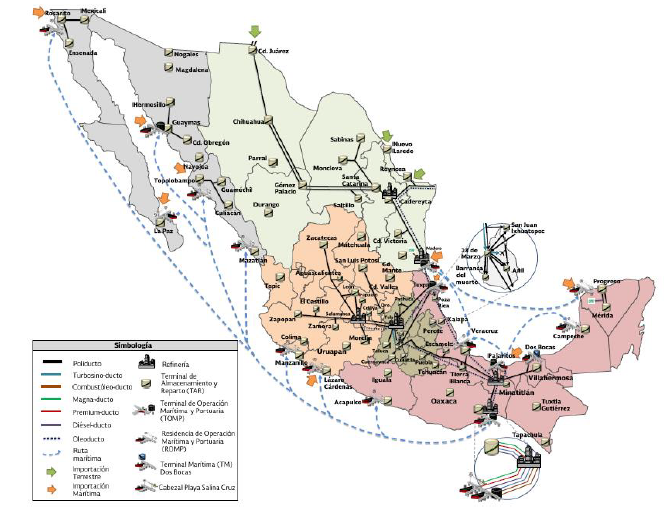 Rosarito
Mexicali
Ensenada
Nogales
Magdalena
Cd. Juárez
Hermosillo
Guaymas
Cd. Obregón
Chihuahua
Sabinas
Nuevo Laredo
Navojoa
Parral
Monclova
Reynosa
Topolobampo
Guamúchil
Gómez Palacio
Santa Catarina
Cadereyta
Culiacán
Durango
Saltillo
La Paz
Cd. Victoria
San Juan Ixhuatepec
Zacatecas
Matehuala
Madero
18 de Marzo
Mazatlán
San Luis Potosí
Cd. Mante
Barranca del muerto
Añil
Aguascalientes
Cd. Valles
Progreso
Tepic
Poza Rica
Mérida
El Castillo
Xalapa
Zapopan
Salamanca
Campeche
Zamora
Perote
Veracruz
Colima
Morelia
Escamela
Dos Bocas
Uruapan
Pajaritos
Manzanillo
Tehuacán
Tierra Blanca
Villahermosa
Lázaro Cárdenas
Iguala
Minatitlán
Acapulco
Oaxaca
Tuxtla Gutiérrez
Tapachula
Simbología
Poliducto
Turbosino-ducto
Combustóleo-ducto
Magna-ducto
Premium-ducto
Diésel-ducto
Oleoducto
Ruta marítima
Importación Terrestre
Importación Marítima
Refinería
Terminal de Almacenamiento y Reparto (TAR)
Terminal de Operación Marítima y Portuaria (TOMP)
Residencia de Operación Marítima y Portuaria (ROMP)
Terminal Marítima (TM) Dos Bocas
Cabezal Playa Salina Cruz